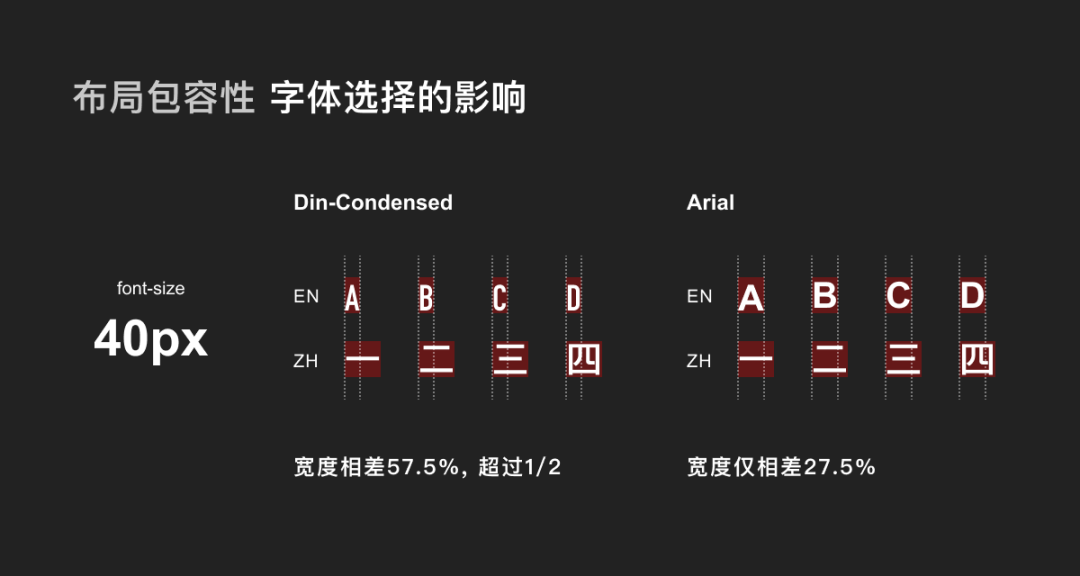 布局包容性 字体选择的影响
font-size
40px
Din-Condensed
EN A B C D
ZH 一 二 三 四
宽度相差57.5%, 超过1/2
Arial
EN A B C D
ZH 一 二 三 四
宽度仅相差27.5%